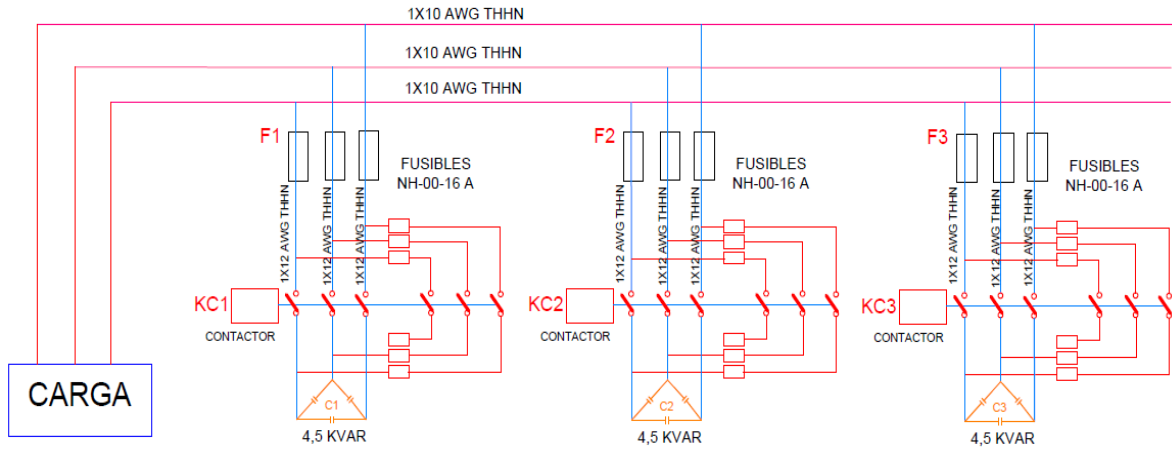 1X10 AWG THHN
1X10 AWG THHN
1X10 AWG THHN
F1
FUSIBLES
NH-00-16 A
1X12 AWG THHN
1X12 AWG THHN
1X12 AWG THHN
KC1
CONTACTOR
C1
4,5 KVAR
F2
FUSIBLES
NH-00-16 A
1X12 AWG THHN
1X12 AWG THHN
1X12 AWG THHN
KC2
CONTACTOR
C2
4,5 KVAR
F3
FUSIBLES
NH-00-16 A
1X12 AWG THHN
1X12 AWG THHN
1X12 AWG THHN
KC3
CONTACTOR
C3
4,5 KVAR
CARGA